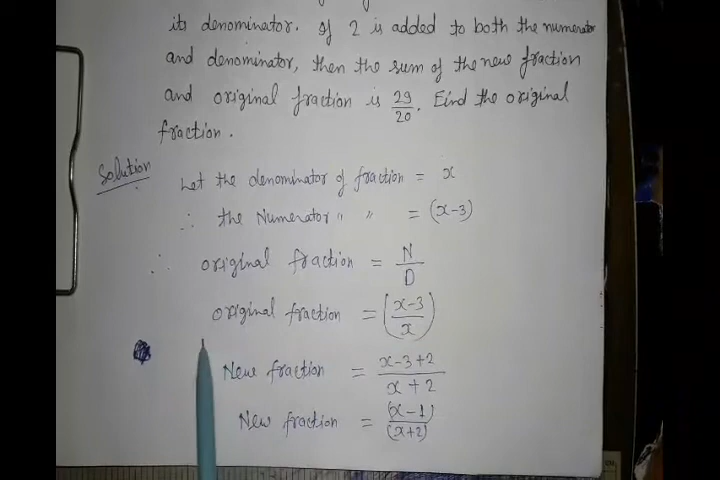 its denominator. If 2 is added to both the numerator
and denominator, then the sum of the new fraction
and original fraction is 29/20. Find the original
fraction.
Solution
Let the denominator of fraction = x
∴ the Numerator " " = (x-3)
∴ original fraction = N/D
original fraction = (x-3/x)
New fraction = x-3+2/x+2
New fraction = (x-1)/(x+2)